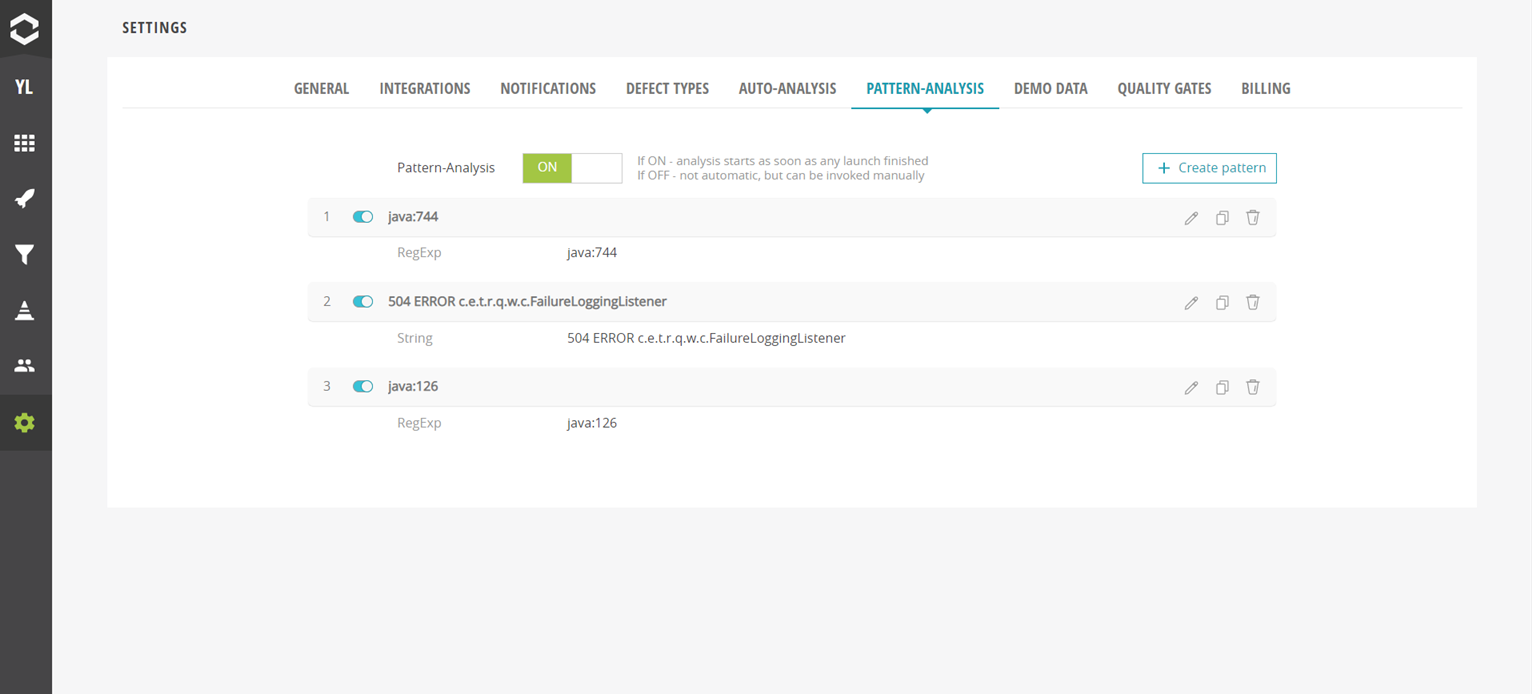 SETTINGS
YL
GENERAL INTEGRATIONS NOTIFICATIONS DEFECT TYPES AUTO-ANALYSIS PATTERN-ANALYSIS DEMO DATA QUALITY GATES BILLING
Pattern-Analysis ON
If ON - analysis starts as soon as any launch finished
If OFF - not automatic, but can be invoked manually
+ Create pattern
1 java:744
RegExp java:744
2 504 ERROR c.e.t.r.q.w.c.FailureLoggingListener
String 504 ERROR c.e.t.r.q.w.c.FailureLoggingListener
3 java:126
RegExp java:126